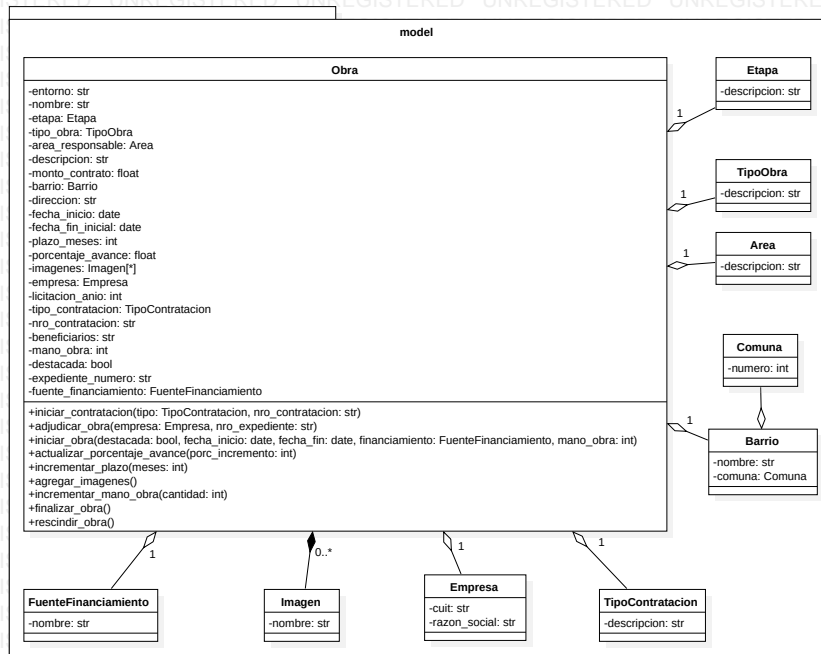 UNREGISTERED UNREGISTERED UNREGISTERED UNREGISTERED
model
Obra
-entorno: str
-nombre: str
-etapa: Etapa
-tipo_obra: TipoObra
-area_responsable: Area
-descripcion: str
-monto_contrato: float
-barrio: Barrio
-direccion: str
-fecha_inicio: date
-fecha_fin_inicial: date
-plazo_meses: int
-porcentaje_avance: float
-imagenes: Imagen[*]
-empresa: Empresa
-licitacion_anio: int
-tipo_contratacion: TipoContratacion
-nro_contratacion: str
-beneficiarios: str
-mano_obra: int
-destacada: bool
-expediente_numero: str
-fuente_financiamiento: FuenteFinanciamiento
+iniciar_contratacion(tipo: TipoContratacion, nro_contratacion: str)
+adjudicar_obra(empresa: Empresa, nro_expediente: str)
+iniciar_obra(destacada: bool, fecha_inicio: date, fecha_fin: date, financiamiento: FuenteFinanciamiento, mano_obra: int)
+actualizar_porcentaje_avance(porc_incremento: int)
+incrementar_plazo(meses: int)
+agregar_imagenes()
+incrementar_mano_obra(cantidad: int)
+finalizar_obra()
+rescindir_obra()
Etapa
-descripcion: str
1
TipoObra
-descripcion: str
1
Area
-descripcion: str
1
Comuna
-numero: int
Barrio
-nombre: str
-comuna: Comuna
1
1
0..*
1
1
FuenteFinanciamiento
-nombre: str
Imagen
-nombre: str
Empresa
-cuit: str
-razon_social: str
TipoContratacion
-descripcion: str